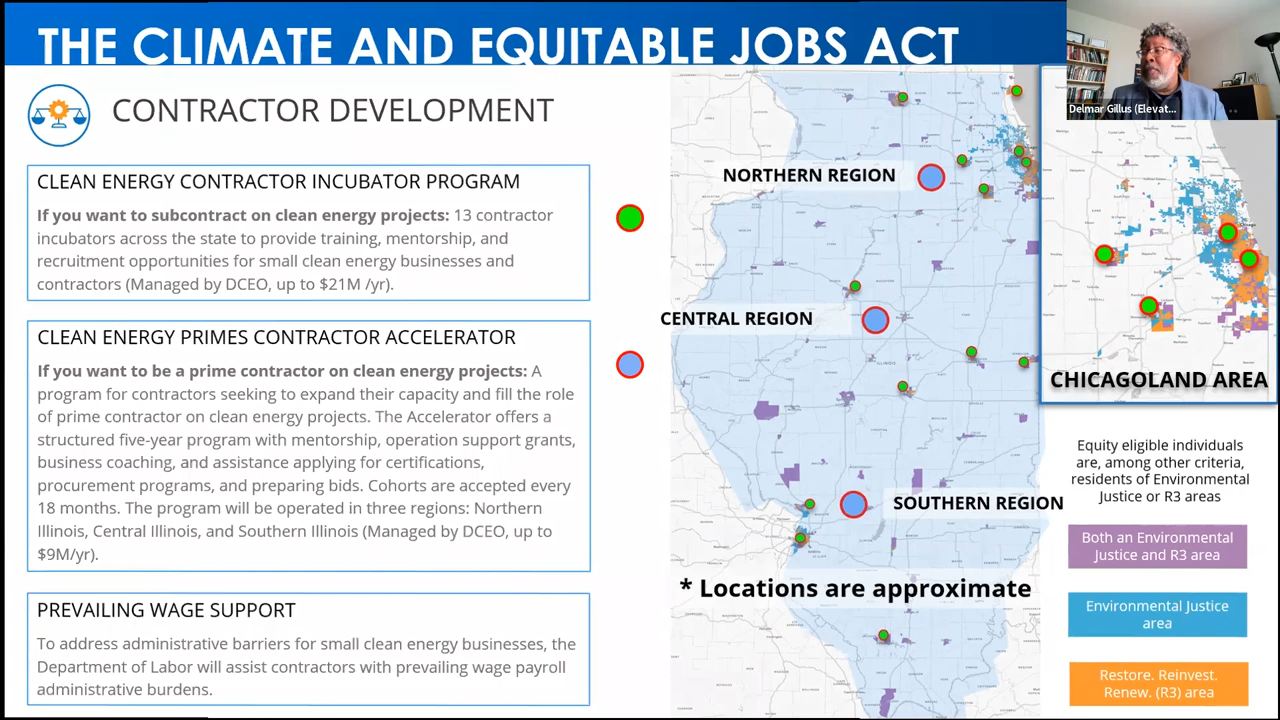 THE CLIMATE AND EQUITABLE JOBS ACT
CONTRACTOR DEVELOPMENT
CLEAN ENERGY CONTRACTOR INCUBATOR PROGRAM
If you want to subcontract on clean energy projects: 13 contractor
incubators across the state to provide training, mentorship, and
recruitment opportunities for small clean energy businesses and
contractors (Managed by DCEO, up to $21M /yr).
CLEAN ENERGY PRIMES CONTRACTOR ACCELERATOR
If you want to be a prime contractor on clean energy projects: A
program for contractors seeking to expand their capacity and fill the role
of prime contractor on clean energy projects. The Accelerator offers a
structured five-year program with mentorship, operation support grants,
business coaching, and assistance applying for certifications,
procurement programs, and preparing bids. Cohorts are accepted every
18 months. The program will be operated in three regions: Northern
Illinois, Central Illinois, and Southern Illinois (Managed by DCEO, up to
$9M/yr).
PREVAILING WAGE SUPPORT
To address administrative barriers for small clean energy businesses, the
Department of Labor will assist contractors with prevailing wage payroll
administrative burdens.
NORTHERN REGION
CENTRAL REGION
ILLINOIS
SOUTHERN REGION
* Locations are approximate
Delmar Gillus (Elevat...
CHICAGOLAND AREA
Equity eligible individuals
are, among other criteria,
residents of Environmental
Justice or R3 areas
Both an Environmental
Justice and R3 area
Environmental Justice
area
Restore. Reinvest.
Renew. (R3) area